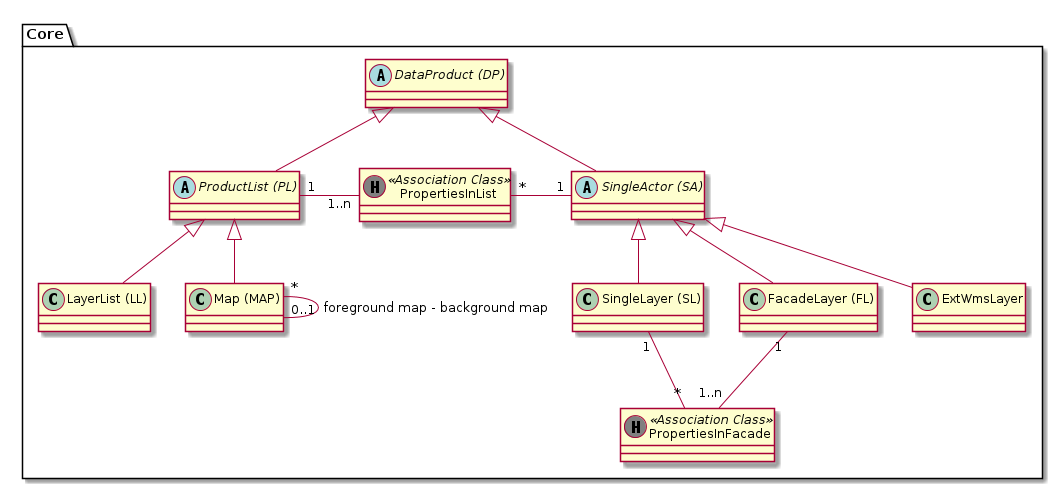 Core
A DataProduct (DP)
A ProductList (PL)
1
1..n
H «Association Class»
PropertiesInList
*
1
A SingleActor (SA)
C LayerList (LL)
C Map (MAP)
*
0..1
foreground map - background map
C SingleLayer (SL)
C FacadeLayer (FL)
C ExtWmsLayer
1
1
*
1..n
H «Association Class»
PropertiesInFacade